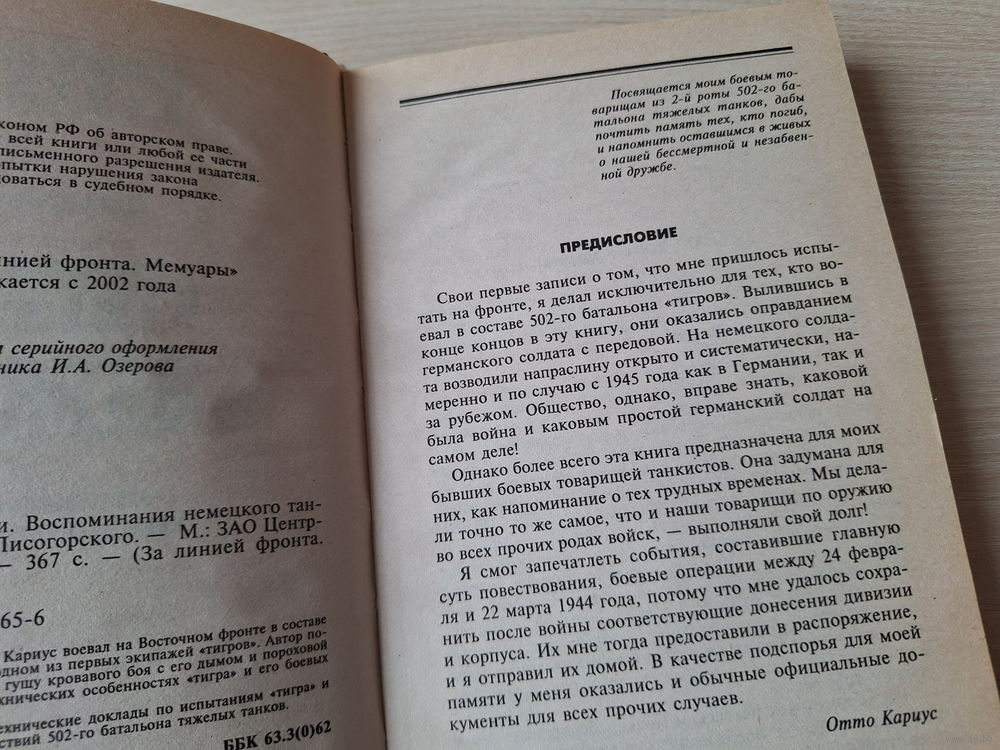 коном РФ об авторском праве.
всей книги или любой ее части
письменного разрешения издателя.
опытки нарушения закона
доваться в судебном порядке.
инией фронта. Мемуары»
кается с 2002 года
серийного оформления
ника И.А. Озерова
и. Воспоминания немецкого тан-
Лисогорского. — М.: ЗАО Центр-
— 367 с. — (За линией фронта.
65-6
Кариус воевал на Восточном фронте в составе
одном из первых экипажей «тигров». Автор по-
гущу кровавого боя с его дымом и пороховой
хнических особенностях «тигра» и его боевых
ехнические доклады по испытаниям «тигра» и
ствий 502-го батальона тяжелых танков.
ББК 63.3(0)62
Посвящается моим боевым то-
варищам из 2-й роты 502-го ба-
тальона тяжелых танков, дабы
почтить память тех, кто погиб,
и напомнить оставшимся в живых
о нашей бессмертной и незабвен-
ной дружбе.
ПРЕДИСЛОВИЕ
Свои первые записи о том, что мне пришлось испы-
тать на фронте, я делал исключительно для тех, кто во-
евал в составе 502-го батальона «тигров». Вылившись в
конце концов в эту книгу, они оказались оправданием
германского солдата с передовой. На немецкого солда-
та возводили напраслину открыто и систематически, на-
меренно и по случаю с 1945 года как в Германии, так и
за рубежом. Общество, однако, вправе знать, каковой
была война и каковым простой германский солдат на
самом деле!
Однако более всего эта книга предназначена для моих
бывших боевых товарищей танкистов. Она задумана для
них, как напоминание о тех трудных временах. Мы дела-
ли точно то же самое, что и наши товарищи по оружию
во всех прочих родах войск, — выполняли свой долг!
Я смог запечатлеть события, составившие главную
суть повествования, боевые операции между 24 февра-
ля и 22 марта 1944 года, потому что мне удалось сохра-
нить после войны соответствующие донесения дивизии
и корпуса. Их мне тогда предоставили в распоряжение,
и я отправил их домой. В качестве подспорья для моей
памяти у меня оказались и обычные официальные до-
кументы для всех прочих случаев.
Отто Кариус